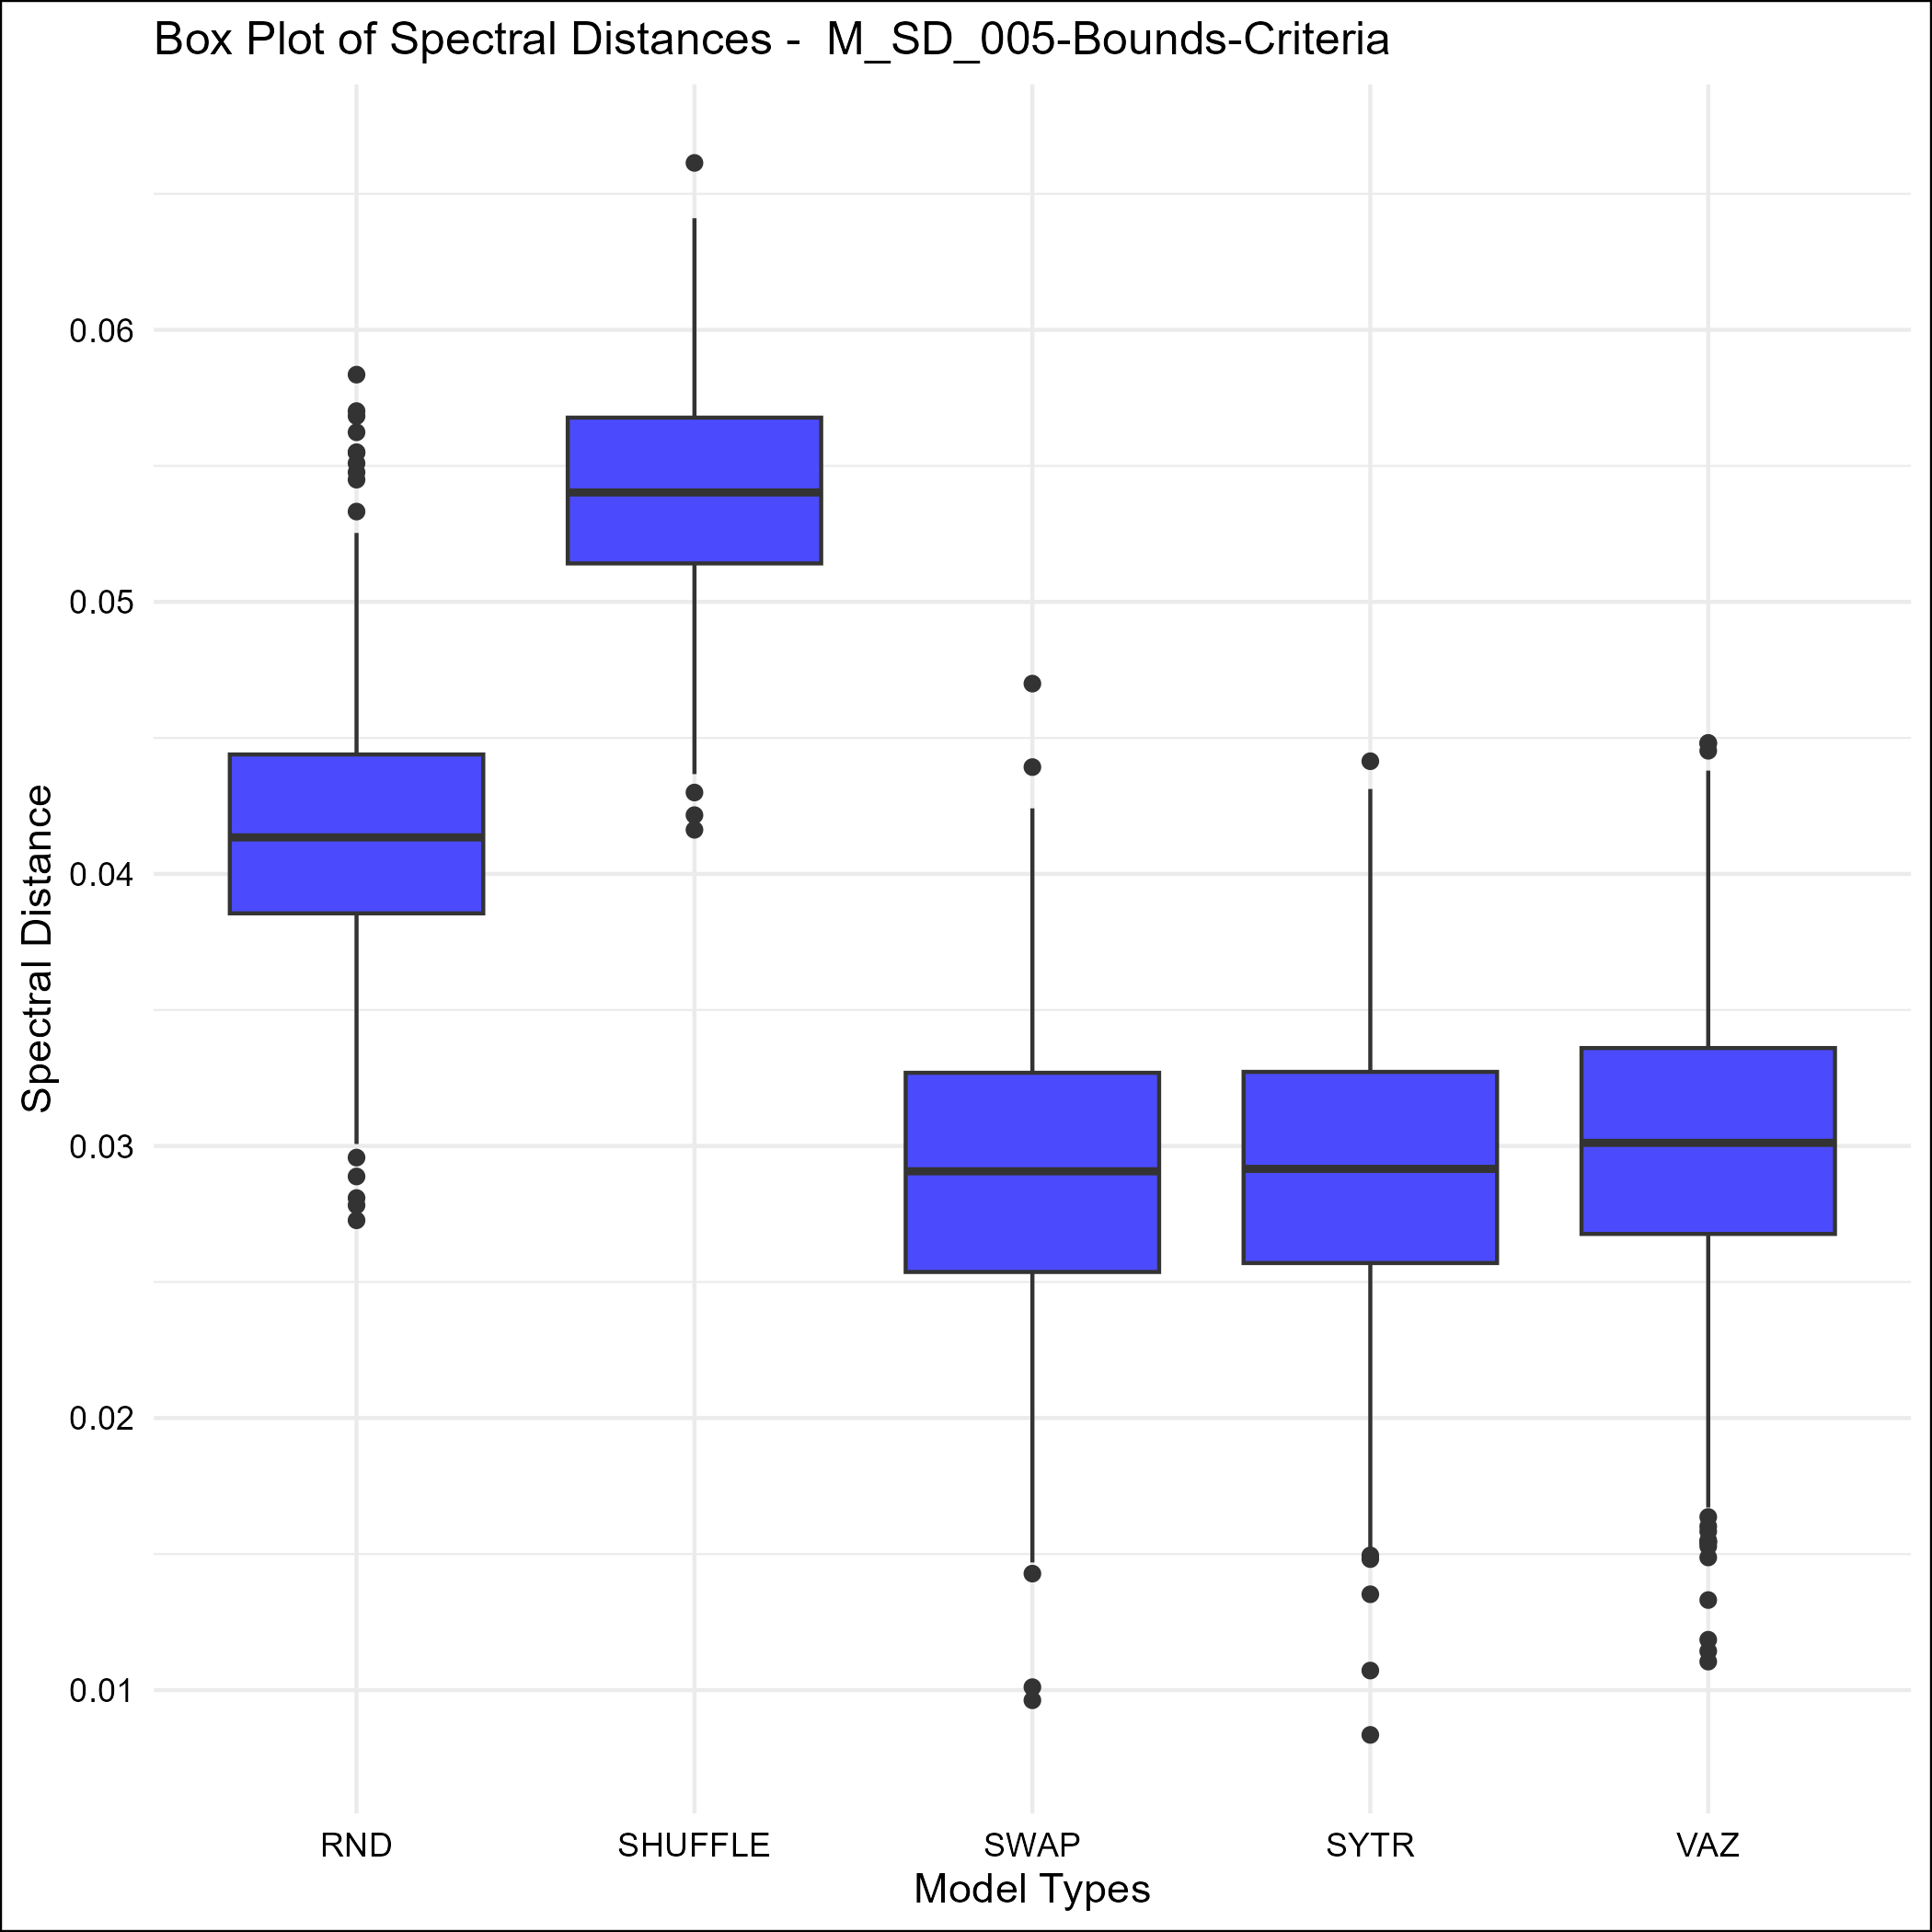 Box Plot of Spectral Distances -  M_SD_005-Bounds-Criteria
Spectral Distance
0.06
0.05
0.04
0.03
0.02
0.01
RND SHUFFLE SWAP SYTR VAZ
Model Types